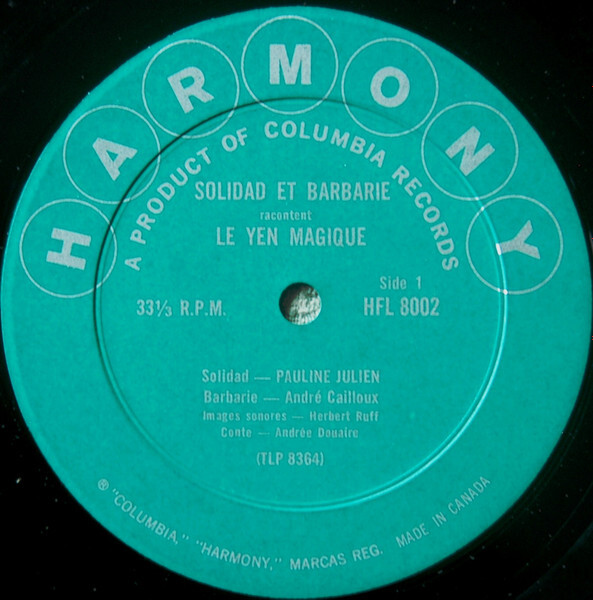 HARMONY
A PRODUCT OF COLUMBIA RECORDS
SOLIDAD ET BARBARIE
racontent
LE YEN MAGIQUE
Side 1
33⅓ R.P.M.
HFL 8002
Solidad — PAULINE JULIEN
Barbarie — André Cailloux
Images sonores — Herbert Ruff
Conte — Andrée Douaire
(TLP 8364)
® "COLUMBIA," "HARMONY," MARCAS REG. MADE IN CANADA